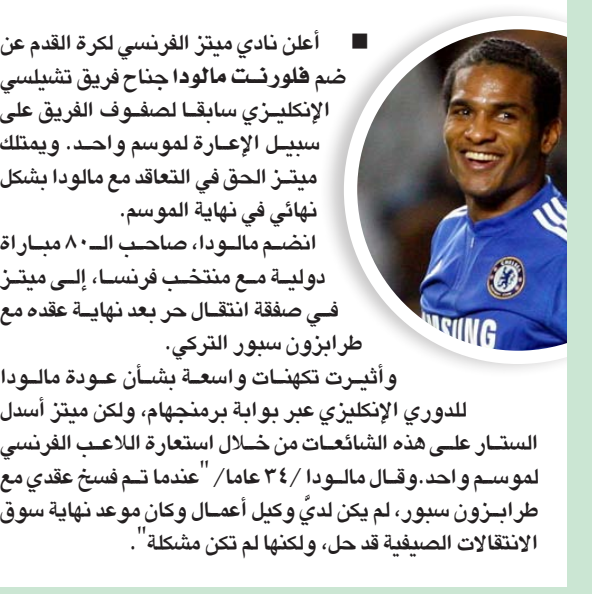 ■ أعلن نادي ميتز الفرنسي لكرة القدم عن
ضم فلورنت مالودا جناح فريق تشيلسي
الإنكليزي سابقا لصفوف الفريق على
سبيل الإعارة لموسم واحد. ويمتلك
ميتز الحق في التعاقد مع مالودا بشكل
نهائي في نهاية الموسم.
انضم مالودا، صاحب الـ٨٠ مباراة
دولية مع منتخب فرنسا، إلى ميتز
في صفقة انتقال حر بعد نهاية عقده مع
طرابزون سبور التركي.
وأثيرت تكهنات واسعة بشأن عودة مالودا
للدوري الإنكليزي عبر بوابة برمنجهام، ولكن ميتز أسدل
الستار على هذه الشائعات من خلال استعارة اللاعب الفرنسي
لموسم واحد.وقال مالودا /٣٤ عاما/ "عندما تم فسخ عقدي مع
طرابزون سبور، لم يكن لديَّ وكيل أعمال وكان موعد نهاية سوق
الانتقالات الصيفية قد حل، ولكنها لم تكن مشكلة".
SAMSUNG